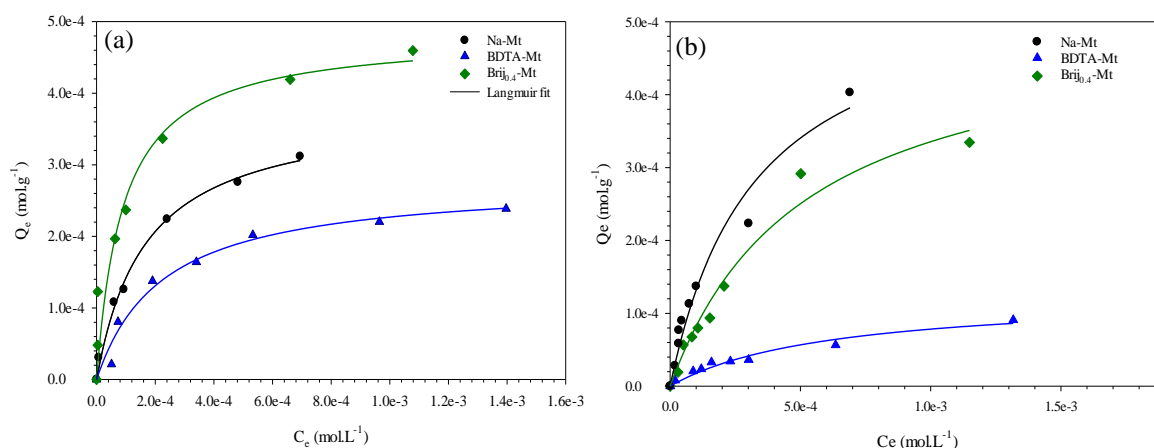 (a)
Na-Mt
BDTA-Mt
Brij0.4-Mt
Langmuir fit
5.0e-4
4.0e-4
3.0e-4
2.0e-4
1.0e-4
0.0
Qe (mol.g-1)
0.0 2.0e-4 4.0e-4 6.0e-4 8.0e-4 1.0e-3 1.2e-3 1.4e-3 1.6e-3
Ce (mol.L-1)
(b)
Na-Mt
BDTA-Mt
Brij0.4-Mt
5.0e-4
4.0e-4
3.0e-4
2.0e-4
1.0e-4
0.0
Qe (mol.g-1)
0.0 5.0e-4 1.0e-3 1.5e-3
Ce (mol.L-1)